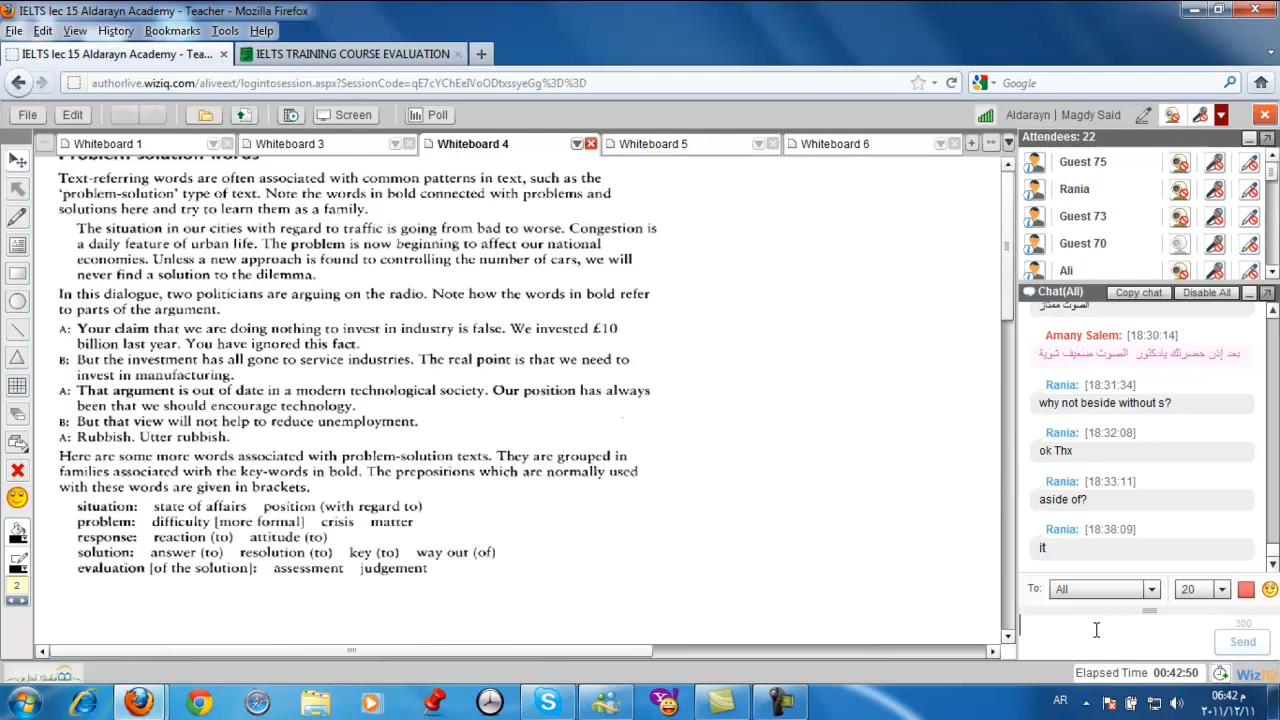 IELTS lec 15 Aldarayn Academy - Teacher - Mozilla Firefox
File Edit View History Bookmarks Tools Help
IELTS lec 15 Aldarayn Academy - Tea...
IELTS TRAINING COURSE EVALUATION
authorlive.wiziq.com/aliveext/logintosession.aspx?SessionCode=qE7cYChEeIVoODtxssyeGg%3D%3D
Google
File Edit Screen Poll
Aldarayn | Magdy Said
Whiteboard 1 Whiteboard 3 Whiteboard 4 Whiteboard 5 Whiteboard 6
Problem-solution words
Text-referring words are often associated with common patterns in text, such as the
'problem-solution' type of text. Note the words in bold connected with problems and
solutions here and try to learn them as a family.
The situation in our cities with regard to traffic is going from bad to worse. Congestion is
a daily feature of urban life. The problem is now beginning to affect our national
economies. Unless a new approach is found to controlling the number of cars, we will
never find a solution to the dilemma.
In this dialogue, two politicians are arguing on the radio. Note how the words in bold refer
to parts of the argument.
A: Your claim that we are doing nothing to invest in industry is false. We invested £10
billion last year. You have ignored this fact.
B: But the investment has all gone to service industries. The real point is that we need to
invest in manufacturing.
A: That argument is out of date in a modern technological society. Our position has always
been that we should encourage technology.
B: But that view will not help to reduce unemployment.
A: Rubbish. Utter rubbish.
Here are some more words associated with problem-solution texts. They are grouped in
families associated with the key-words in bold. The prepositions which are normally used
with these words are given in brackets.
situation: state of affairs position (with regard to)
problem: difficulty [more formal] crisis matter
response: reaction (to) attitude (to)
solution: answer (to) resolution (to) key (to) way out (of)
evaluation [of the solution]: assessment judgement
2
Attendees: 22
Guest 75
Rania
Guest 73
Guest 70
Ali
Chat(All) Copy chat Disable All
الصوت ممتاز
Amany Salem: [18:30:14]
بعد إذن حضرتك يادكتور الصوت ضعيف شوية
Rania: [18:31:34]
why not beside without s?
Rania: [18:32:08]
ok Thx
Rania: [18:33:11]
aside of?
Rania: [18:38:09]
it
To: All 20
300
Send
Elapsed Time 00:42:50
WizIQ
AR
06:42 م
٢٠١١/١٢/١١